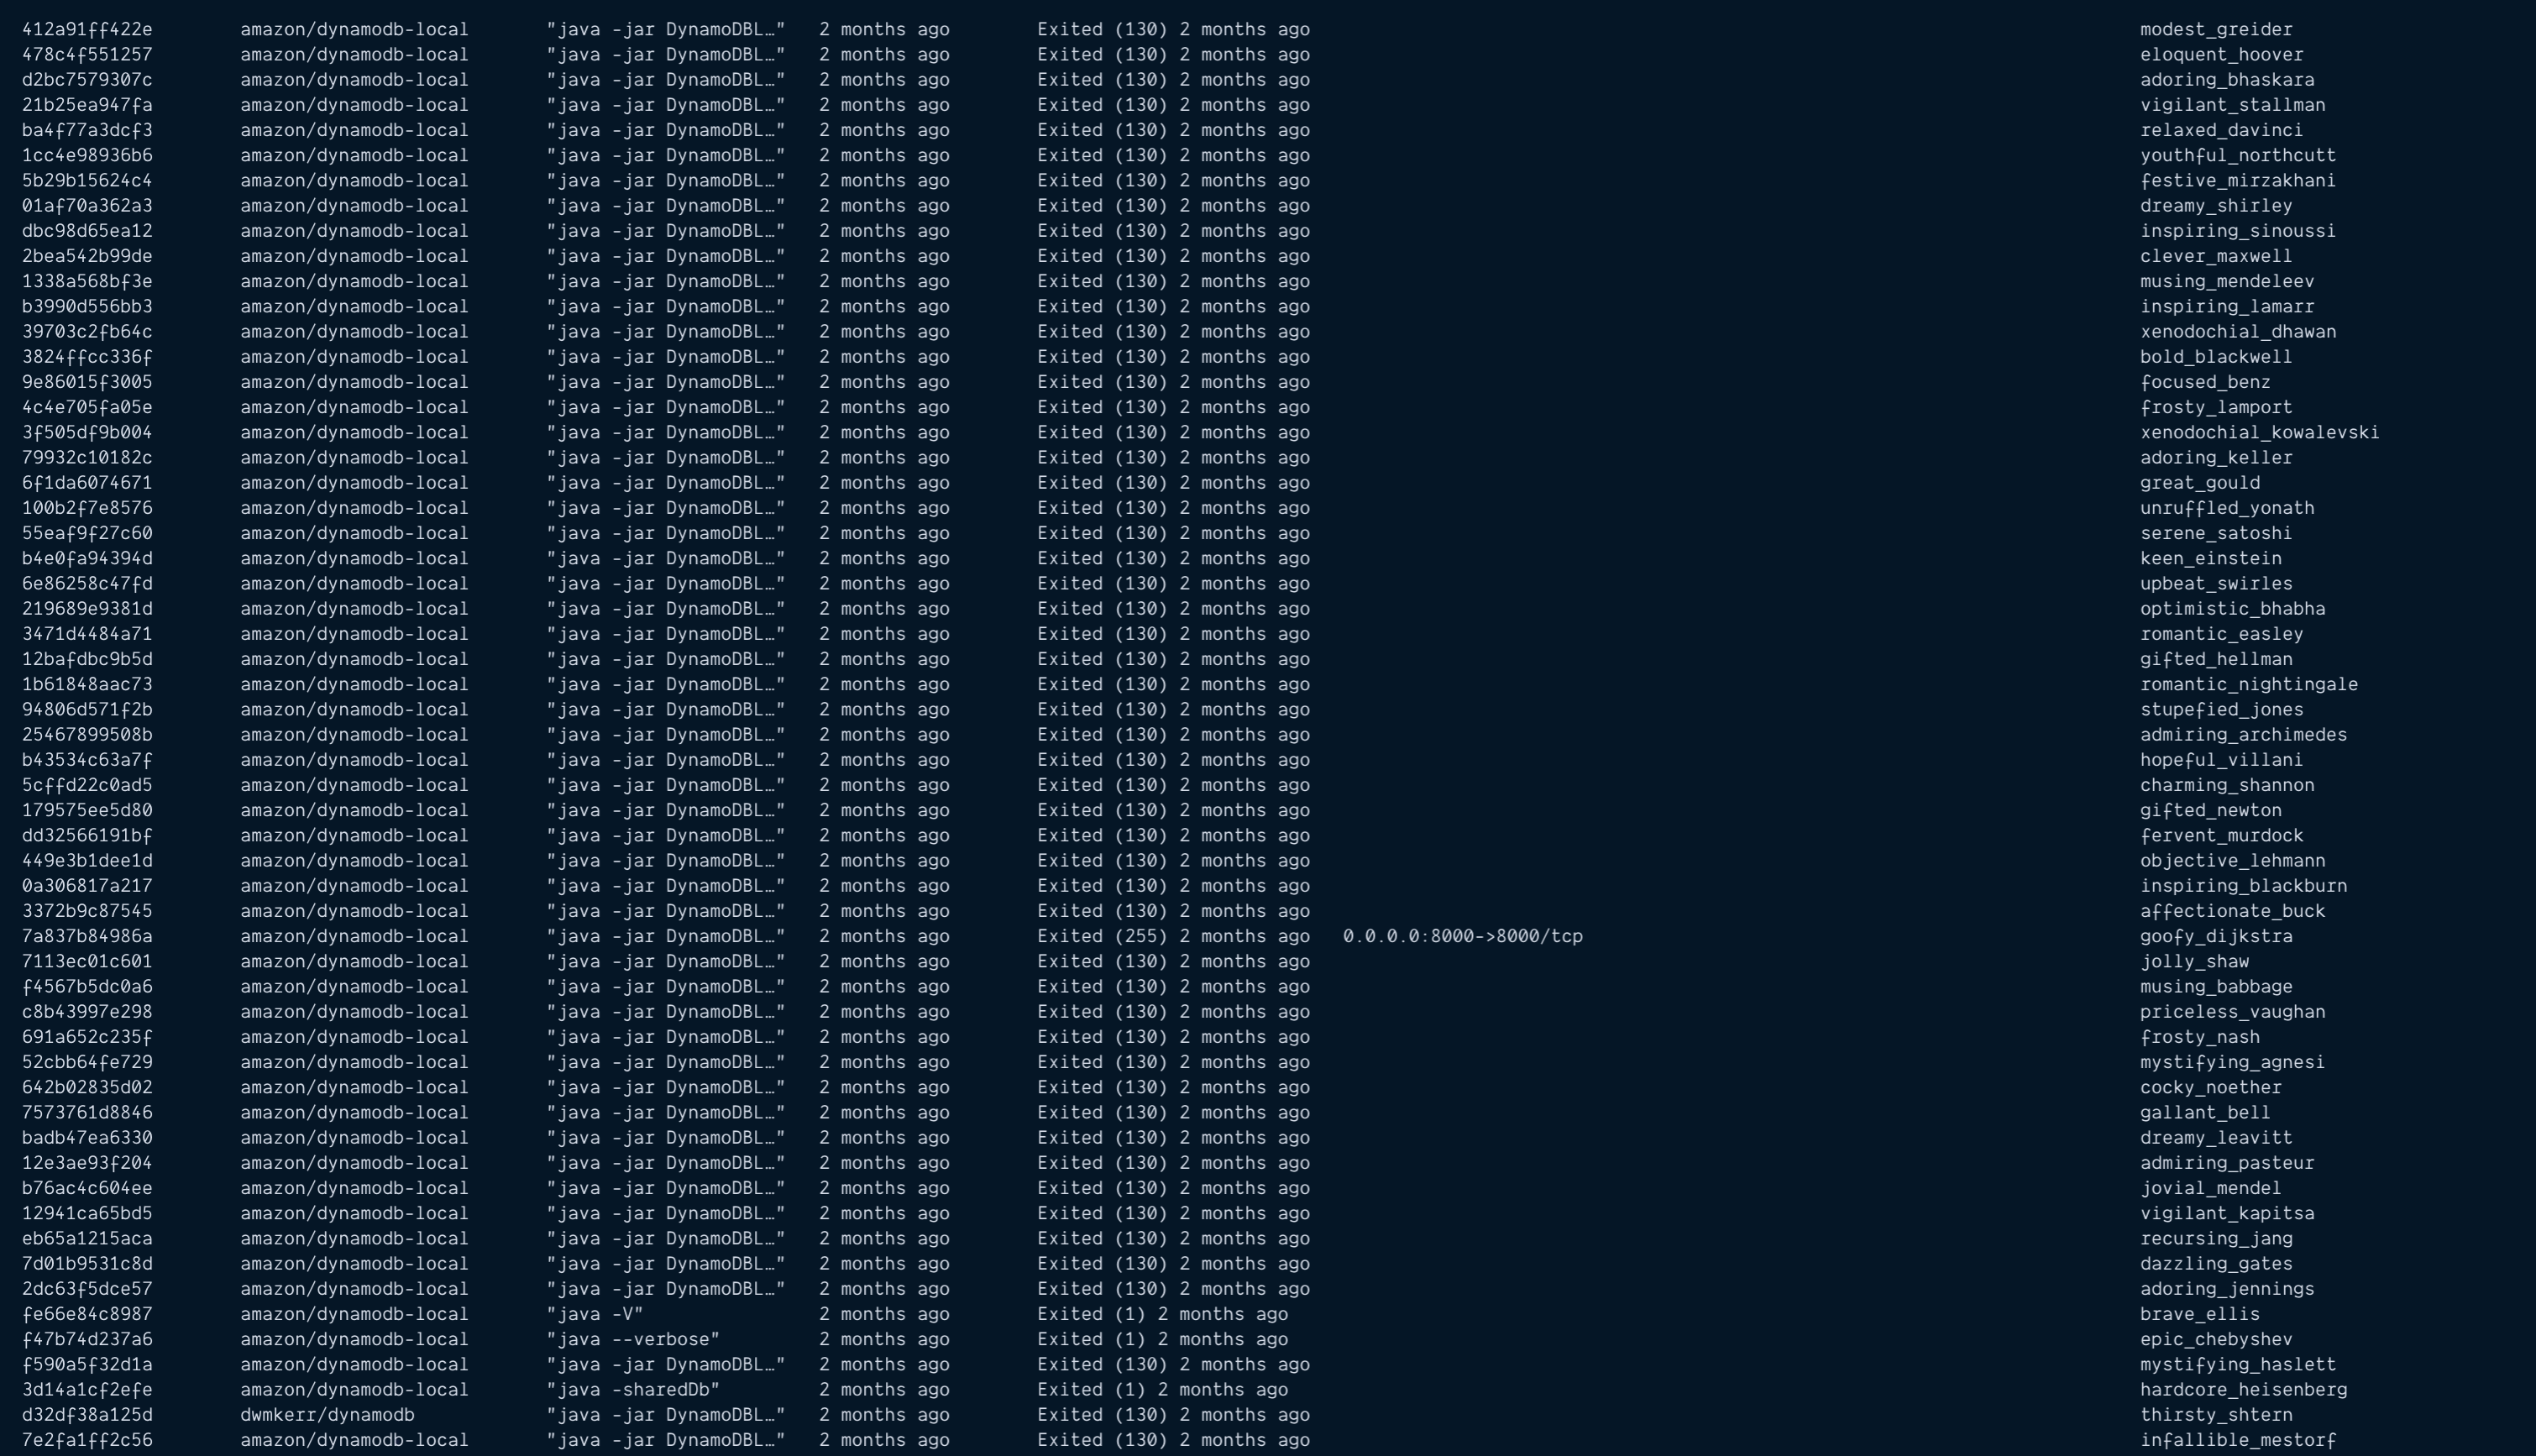 412a91ff422e amazon/dynamodb-local "java -jar DynamoDBL…" 2 months ago Exited (130) 2 months ago modest_greider
478c4f551257 amazon/dynamodb-local "java -jar DynamoDBL…" 2 months ago Exited (130) 2 months ago eloquent_hoover
d2bc7579307c amazon/dynamodb-local "java -jar DynamoDBL…" 2 months ago Exited (130) 2 months ago adoring_bhaskara
21b25ea947fa amazon/dynamodb-local "java -jar DynamoDBL…" 2 months ago Exited (130) 2 months ago vigilant_stallman
ba4f77a3dcf3 amazon/dynamodb-local "java -jar DynamoDBL…" 2 months ago Exited (130) 2 months ago relaxed_davinci
1cc4e98936b6 amazon/dynamodb-local "java -jar DynamoDBL…" 2 months ago Exited (130) 2 months ago youthful_northcutt
5b29b15624c4 amazon/dynamodb-local "java -jar DynamoDBL…" 2 months ago Exited (130) 2 months ago festive_mirzakhani
01af70a362a3 amazon/dynamodb-local "java -jar DynamoDBL…" 2 months ago Exited (130) 2 months ago dreamy_shirley
dbc98d65ea12 amazon/dynamodb-local "java -jar DynamoDBL…" 2 months ago Exited (130) 2 months ago inspiring_sinoussi
2bea542b99de amazon/dynamodb-local "java -jar DynamoDBL…" 2 months ago Exited (130) 2 months ago clever_maxwell
1338a568bf3e amazon/dynamodb-local "java -jar DynamoDBL…" 2 months ago Exited (130) 2 months ago musing_mendeleev
b3990d556bb3 amazon/dynamodb-local "java -jar DynamoDBL…" 2 months ago Exited (130) 2 months ago inspiring_lamarr
39703c2fb64c amazon/dynamodb-local "java -jar DynamoDBL…" 2 months ago Exited (130) 2 months ago xenodochial_dhawan
3824ffcc336f amazon/dynamodb-local "java -jar DynamoDBL…" 2 months ago Exited (130) 2 months ago bold_blackwell
9e86015f3005 amazon/dynamodb-local "java -jar DynamoDBL…" 2 months ago Exited (130) 2 months ago focused_benz
4c4e705fa05e amazon/dynamodb-local "java -jar DynamoDBL…" 2 months ago Exited (130) 2 months ago frosty_lamport
3f505df9b004 amazon/dynamodb-local "java -jar DynamoDBL…" 2 months ago Exited (130) 2 months ago xenodochial_kowalevski
79932c10182c amazon/dynamodb-local "java -jar DynamoDBL…" 2 months ago Exited (130) 2 months ago adoring_keller
6f1da6074671 amazon/dynamodb-local "java -jar DynamoDBL…" 2 months ago Exited (130) 2 months ago great_gould
100b2f7e8576 amazon/dynamodb-local "java -jar DynamoDBL…" 2 months ago Exited (130) 2 months ago unruffled_yonath
55eaf9f27c60 amazon/dynamodb-local "java -jar DynamoDBL…" 2 months ago Exited (130) 2 months ago serene_satoshi
b4e0fa94394d amazon/dynamodb-local "java -jar DynamoDBL…" 2 months ago Exited (130) 2 months ago keen_einstein
6e86258c47fd amazon/dynamodb-local "java -jar DynamoDBL…" 2 months ago Exited (130) 2 months ago upbeat_swirles
219689e9381d amazon/dynamodb-local "java -jar DynamoDBL…" 2 months ago Exited (130) 2 months ago optimistic_bhabha
3471d4484a71 amazon/dynamodb-local "java -jar DynamoDBL…" 2 months ago Exited (130) 2 months ago romantic_easley
12bafdbc9b5d amazon/dynamodb-local "java -jar DynamoDBL…" 2 months ago Exited (130) 2 months ago gifted_hellman
1b61848aac73 amazon/dynamodb-local "java -jar DynamoDBL…" 2 months ago Exited (130) 2 months ago romantic_nightingale
94806d571f2b amazon/dynamodb-local "java -jar DynamoDBL…" 2 months ago Exited (130) 2 months ago stupefied_jones
25467899508b amazon/dynamodb-local "java -jar DynamoDBL…" 2 months ago Exited (130) 2 months ago admiring_archimedes
b43534c63a7f amazon/dynamodb-local "java -jar DynamoDBL…" 2 months ago Exited (130) 2 months ago hopeful_villani
5cffd22c0ad5 amazon/dynamodb-local "java -jar DynamoDBL…" 2 months ago Exited (130) 2 months ago charming_shannon
179575ee5d80 amazon/dynamodb-local "java -jar DynamoDBL…" 2 months ago Exited (130) 2 months ago gifted_newton
dd32566191bf amazon/dynamodb-local "java -jar DynamoDBL…" 2 months ago Exited (130) 2 months ago fervent_murdock
449e3b1dee1d amazon/dynamodb-local "java -jar DynamoDBL…" 2 months ago Exited (130) 2 months ago objective_lehmann
0a306817a217 amazon/dynamodb-local "java -jar DynamoDBL…" 2 months ago Exited (130) 2 months ago inspiring_blackburn
3372b9c87545 amazon/dynamodb-local "java -jar DynamoDBL…" 2 months ago Exited (130) 2 months ago affectionate_buck
7a837b84986a amazon/dynamodb-local "java -jar DynamoDBL…" 2 months ago Exited (255) 2 months ago 0.0.0.0:8000->8000/tcp goofy_dijkstra
7113ec01c601 amazon/dynamodb-local "java -jar DynamoDBL…" 2 months ago Exited (130) 2 months ago jolly_shaw
f4567b5dc0a6 amazon/dynamodb-local "java -jar DynamoDBL…" 2 months ago Exited (130) 2 months ago musing_babbage
c8b43997e298 amazon/dynamodb-local "java -jar DynamoDBL…" 2 months ago Exited (130) 2 months ago priceless_vaughan
691a652c235f amazon/dynamodb-local "java -jar DynamoDBL…" 2 months ago Exited (130) 2 months ago frosty_nash
52cbb64fe729 amazon/dynamodb-local "java -jar DynamoDBL…" 2 months ago Exited (130) 2 months ago mystifying_agnesi
642b02835d02 amazon/dynamodb-local "java -jar DynamoDBL…" 2 months ago Exited (130) 2 months ago cocky_noether
7573761d8846 amazon/dynamodb-local "java -jar DynamoDBL…" 2 months ago Exited (130) 2 months ago gallant_bell
badb47ea6330 amazon/dynamodb-local "java -jar DynamoDBL…" 2 months ago Exited (130) 2 months ago dreamy_leavitt
12e3ae93f204 amazon/dynamodb-local "java -jar DynamoDBL…" 2 months ago Exited (130) 2 months ago admiring_pasteur
b76ac4c604ee amazon/dynamodb-local "java -jar DynamoDBL…" 2 months ago Exited (130) 2 months ago jovial_mendel
12941ca65bd5 amazon/dynamodb-local "java -jar DynamoDBL…" 2 months ago Exited (130) 2 months ago vigilant_kapitsa
eb65a1215aca amazon/dynamodb-local "java -jar DynamoDBL…" 2 months ago Exited (130) 2 months ago recursing_jang
7d01b9531c8d amazon/dynamodb-local "java -jar DynamoDBL…" 2 months ago Exited (130) 2 months ago dazzling_gates
2dc63f5dce57 amazon/dynamodb-local "java -jar DynamoDBL…" 2 months ago Exited (130) 2 months ago adoring_jennings
fe66e84c8987 amazon/dynamodb-local "java -V" 2 months ago Exited (1) 2 months ago brave_ellis
f47b74d237a6 amazon/dynamodb-local "java --verbose" 2 months ago Exited (1) 2 months ago epic_chebyshev
f590a5f32d1a amazon/dynamodb-local "java -jar DynamoDBL…" 2 months ago Exited (130) 2 months ago mystifying_haslett
3d14a1cf2efe amazon/dynamodb-local "java -sharedDb" 2 months ago Exited (1) 2 months ago hardcore_heisenberg
d32df38a125d dwmkerr/dynamodb "java -jar DynamoDBL…" 2 months ago Exited (130) 2 months ago thirsty_shtern
7e2fa1ff2c56 amazon/dynamodb-local "java -jar DynamoDBL…" 2 months ago Exited (130) 2 months ago infallible_mestorf